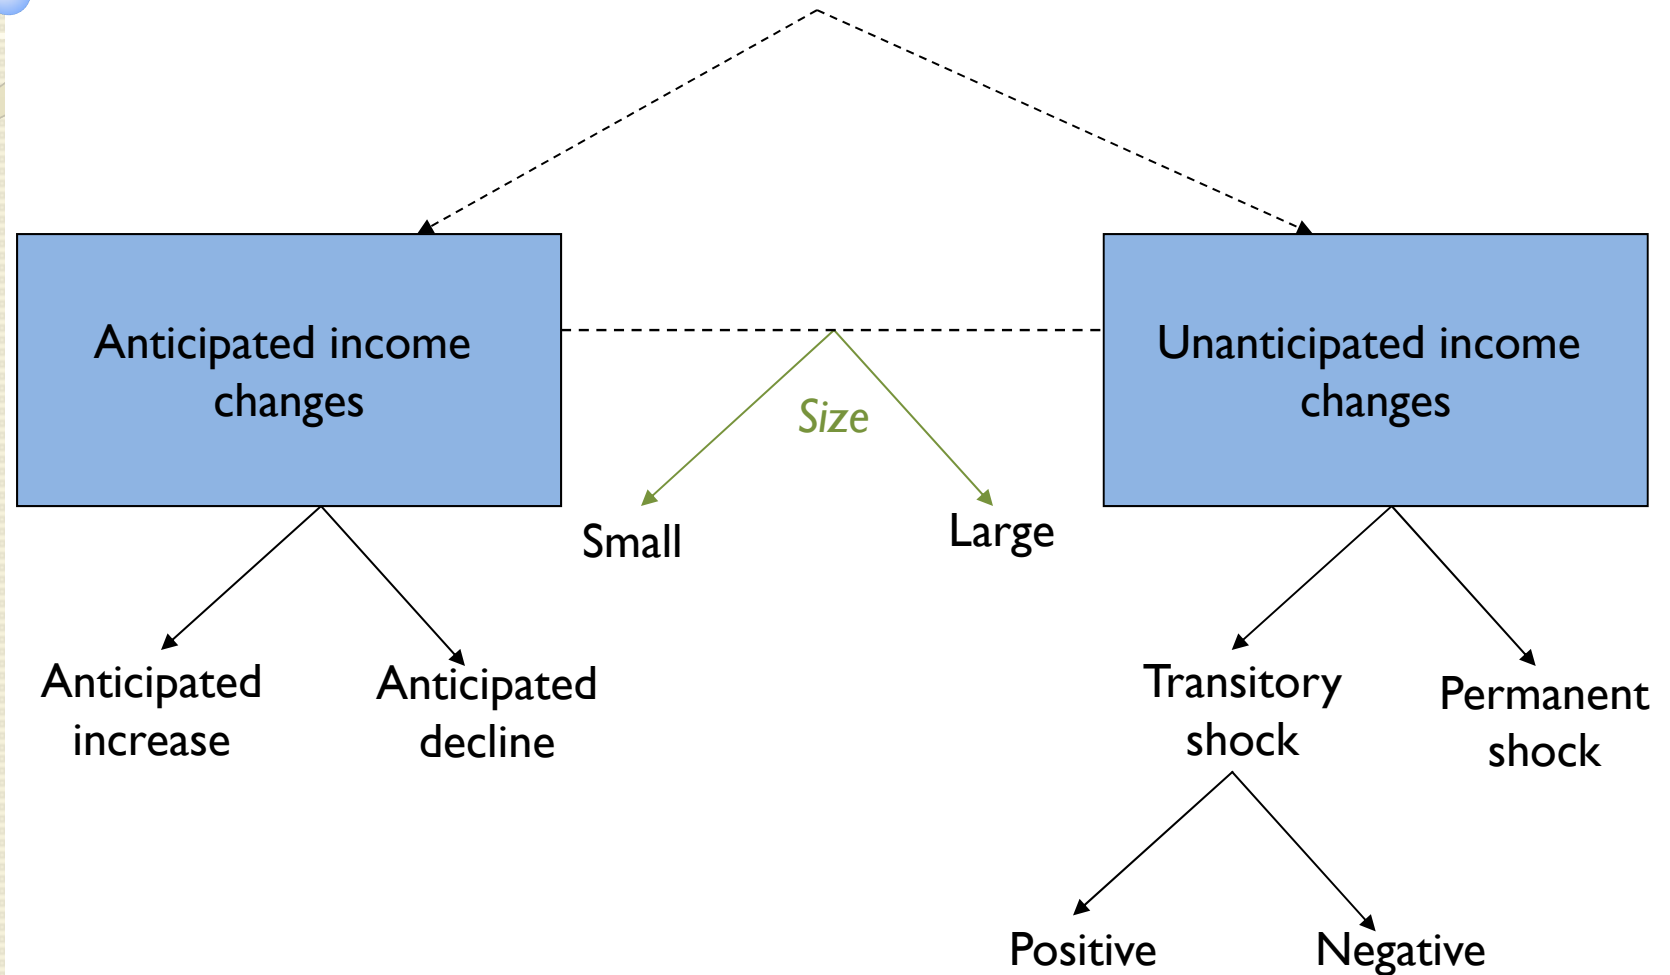 Anticipated income
changes
Unanticipated income
changes
Size
Small
Large
Anticipated
increase
Anticipated
decline
Transitory
shock
Permanent
shock
Positive
Negative